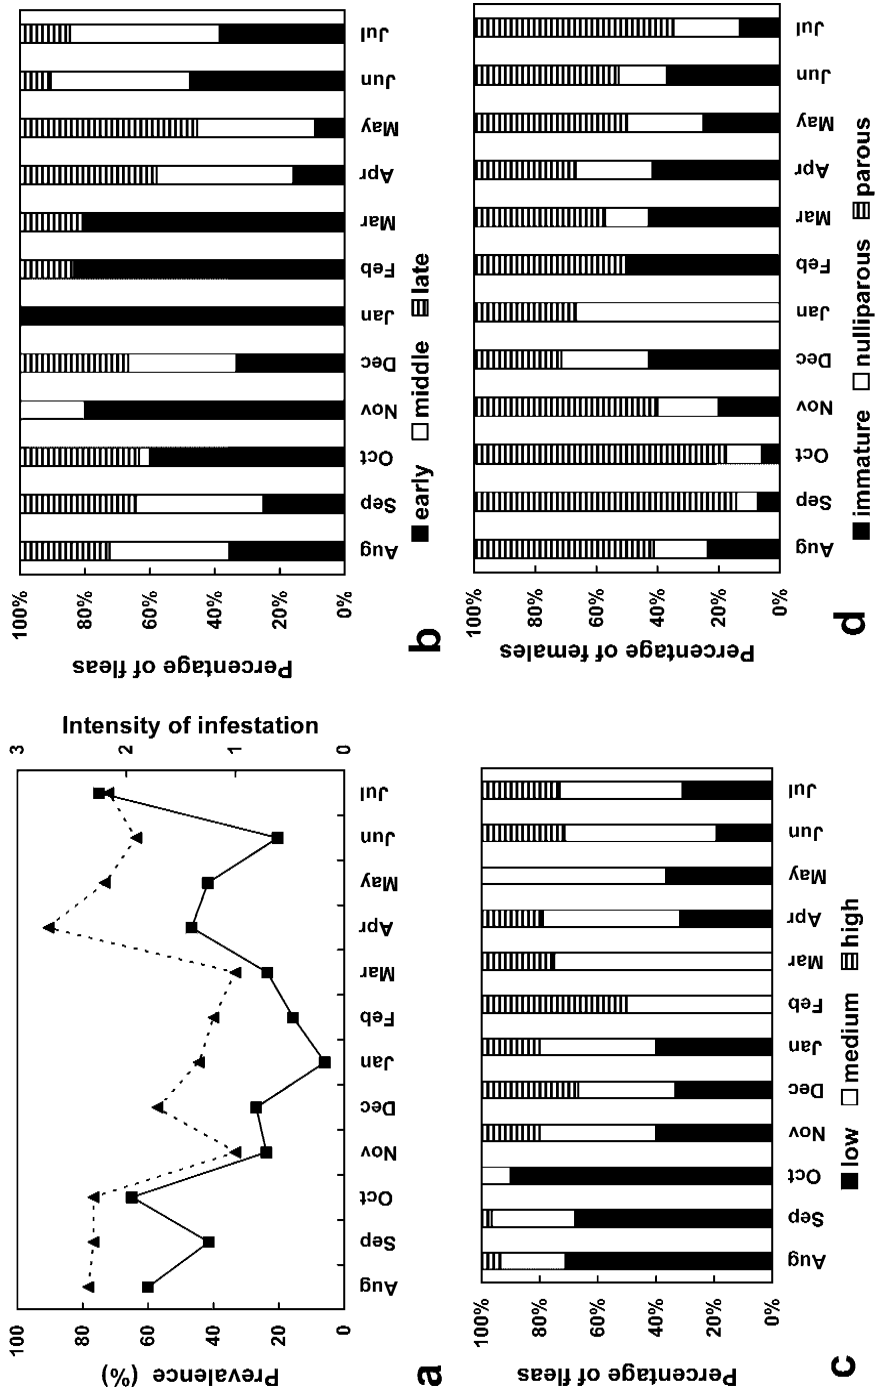 Prevalence (%)
100
80
60
40
20
0
Intensity of infestation
3
2
1
0
Aug Sep Oct Nov Dec Jan Feb Mar Apr May Jun Jul
a
Percentage of fleas
100%
80%
60%
40%
20%
0%
Aug Sep Oct Nov Dec Jan Feb Mar Apr May Jun Jul
early middle late
b
Percentage of fleas
100%
80%
60%
40%
20%
0%
Aug Sep Oct Nov Dec Jan Feb Mar Apr May Jun Jul
low medium high
c
Percentage of females
100%
80%
60%
40%
20%
0%
Aug Sep Oct Nov Dec Jan Feb Mar Apr May Jun Jul
immature nulliparous parous
d